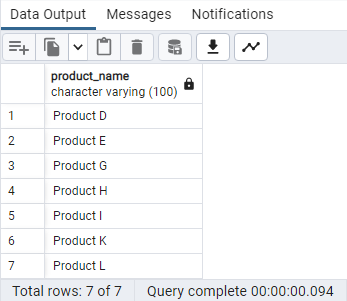 Data Output Messages Notifications
product_name
character varying (100)
1 Product D
2 Product E
3 Product G
4 Product H
5 Product I
6 Product K
7 Product L
Total rows: 7 of 7 Query complete 00:00:00.094